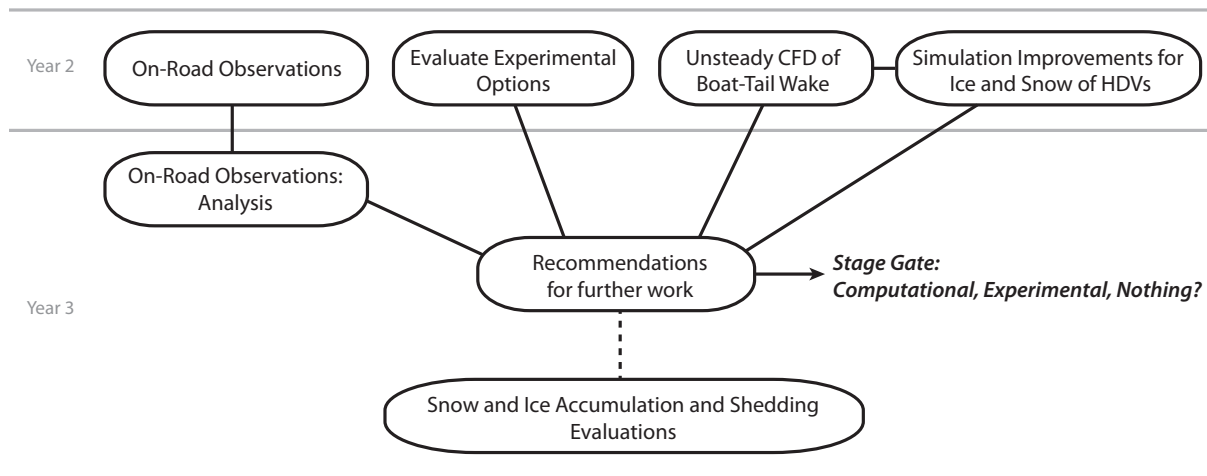 Year 2
On-Road Observations
Evaluate Experimental
Options
Unsteady CFD of
Boat-Tail Wake
Simulation Improvements for
Ice and Snow of HDVs
On-Road Observations:
Analysis
Year 3
Recommendations
for further work
Stage Gate:
Computational, Experimental, Nothing?
Snow and Ice Accumulation and Shedding
Evaluations